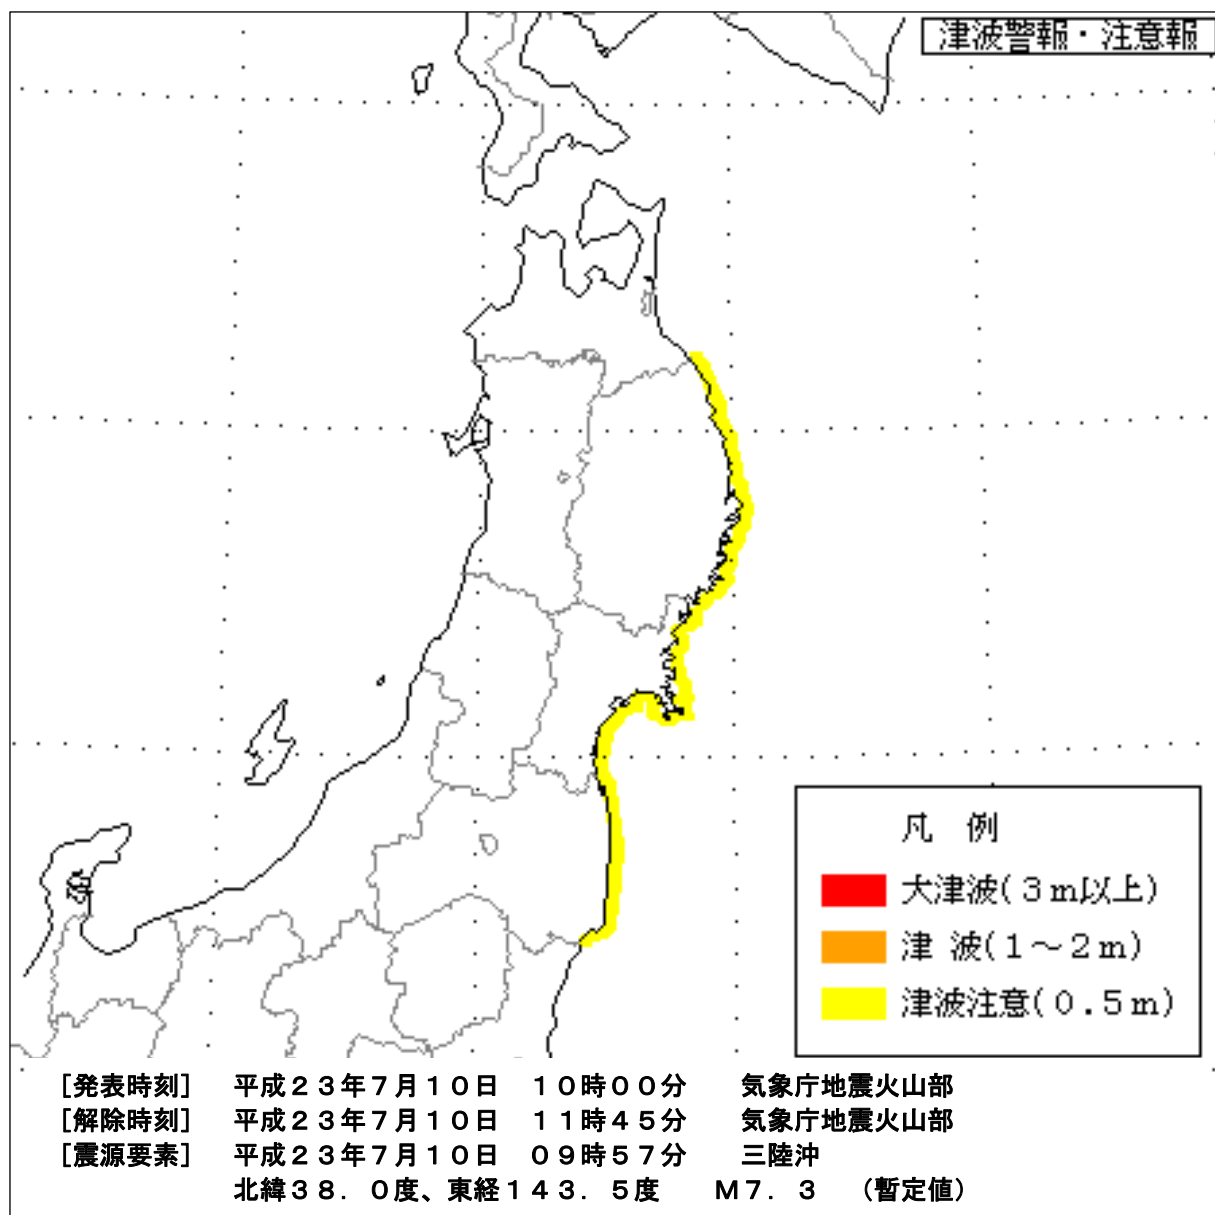 津波警報・注意報
凡　例
大津波(３ｍ以上)
津 波(１～２ｍ)
津波注意(０.５ｍ)
［発表時刻］　平成２３年７月１０日　１０時００分　　気象庁地震火山部
［解除時刻］　平成２３年７月１０日　１１時４５分　　気象庁地震火山部
［震源要素］　平成２３年７月１０日　０９時５７分　　三陸沖
北緯３８．０度、東経１４３．５度　　Ｍ７．３　（暫定値）